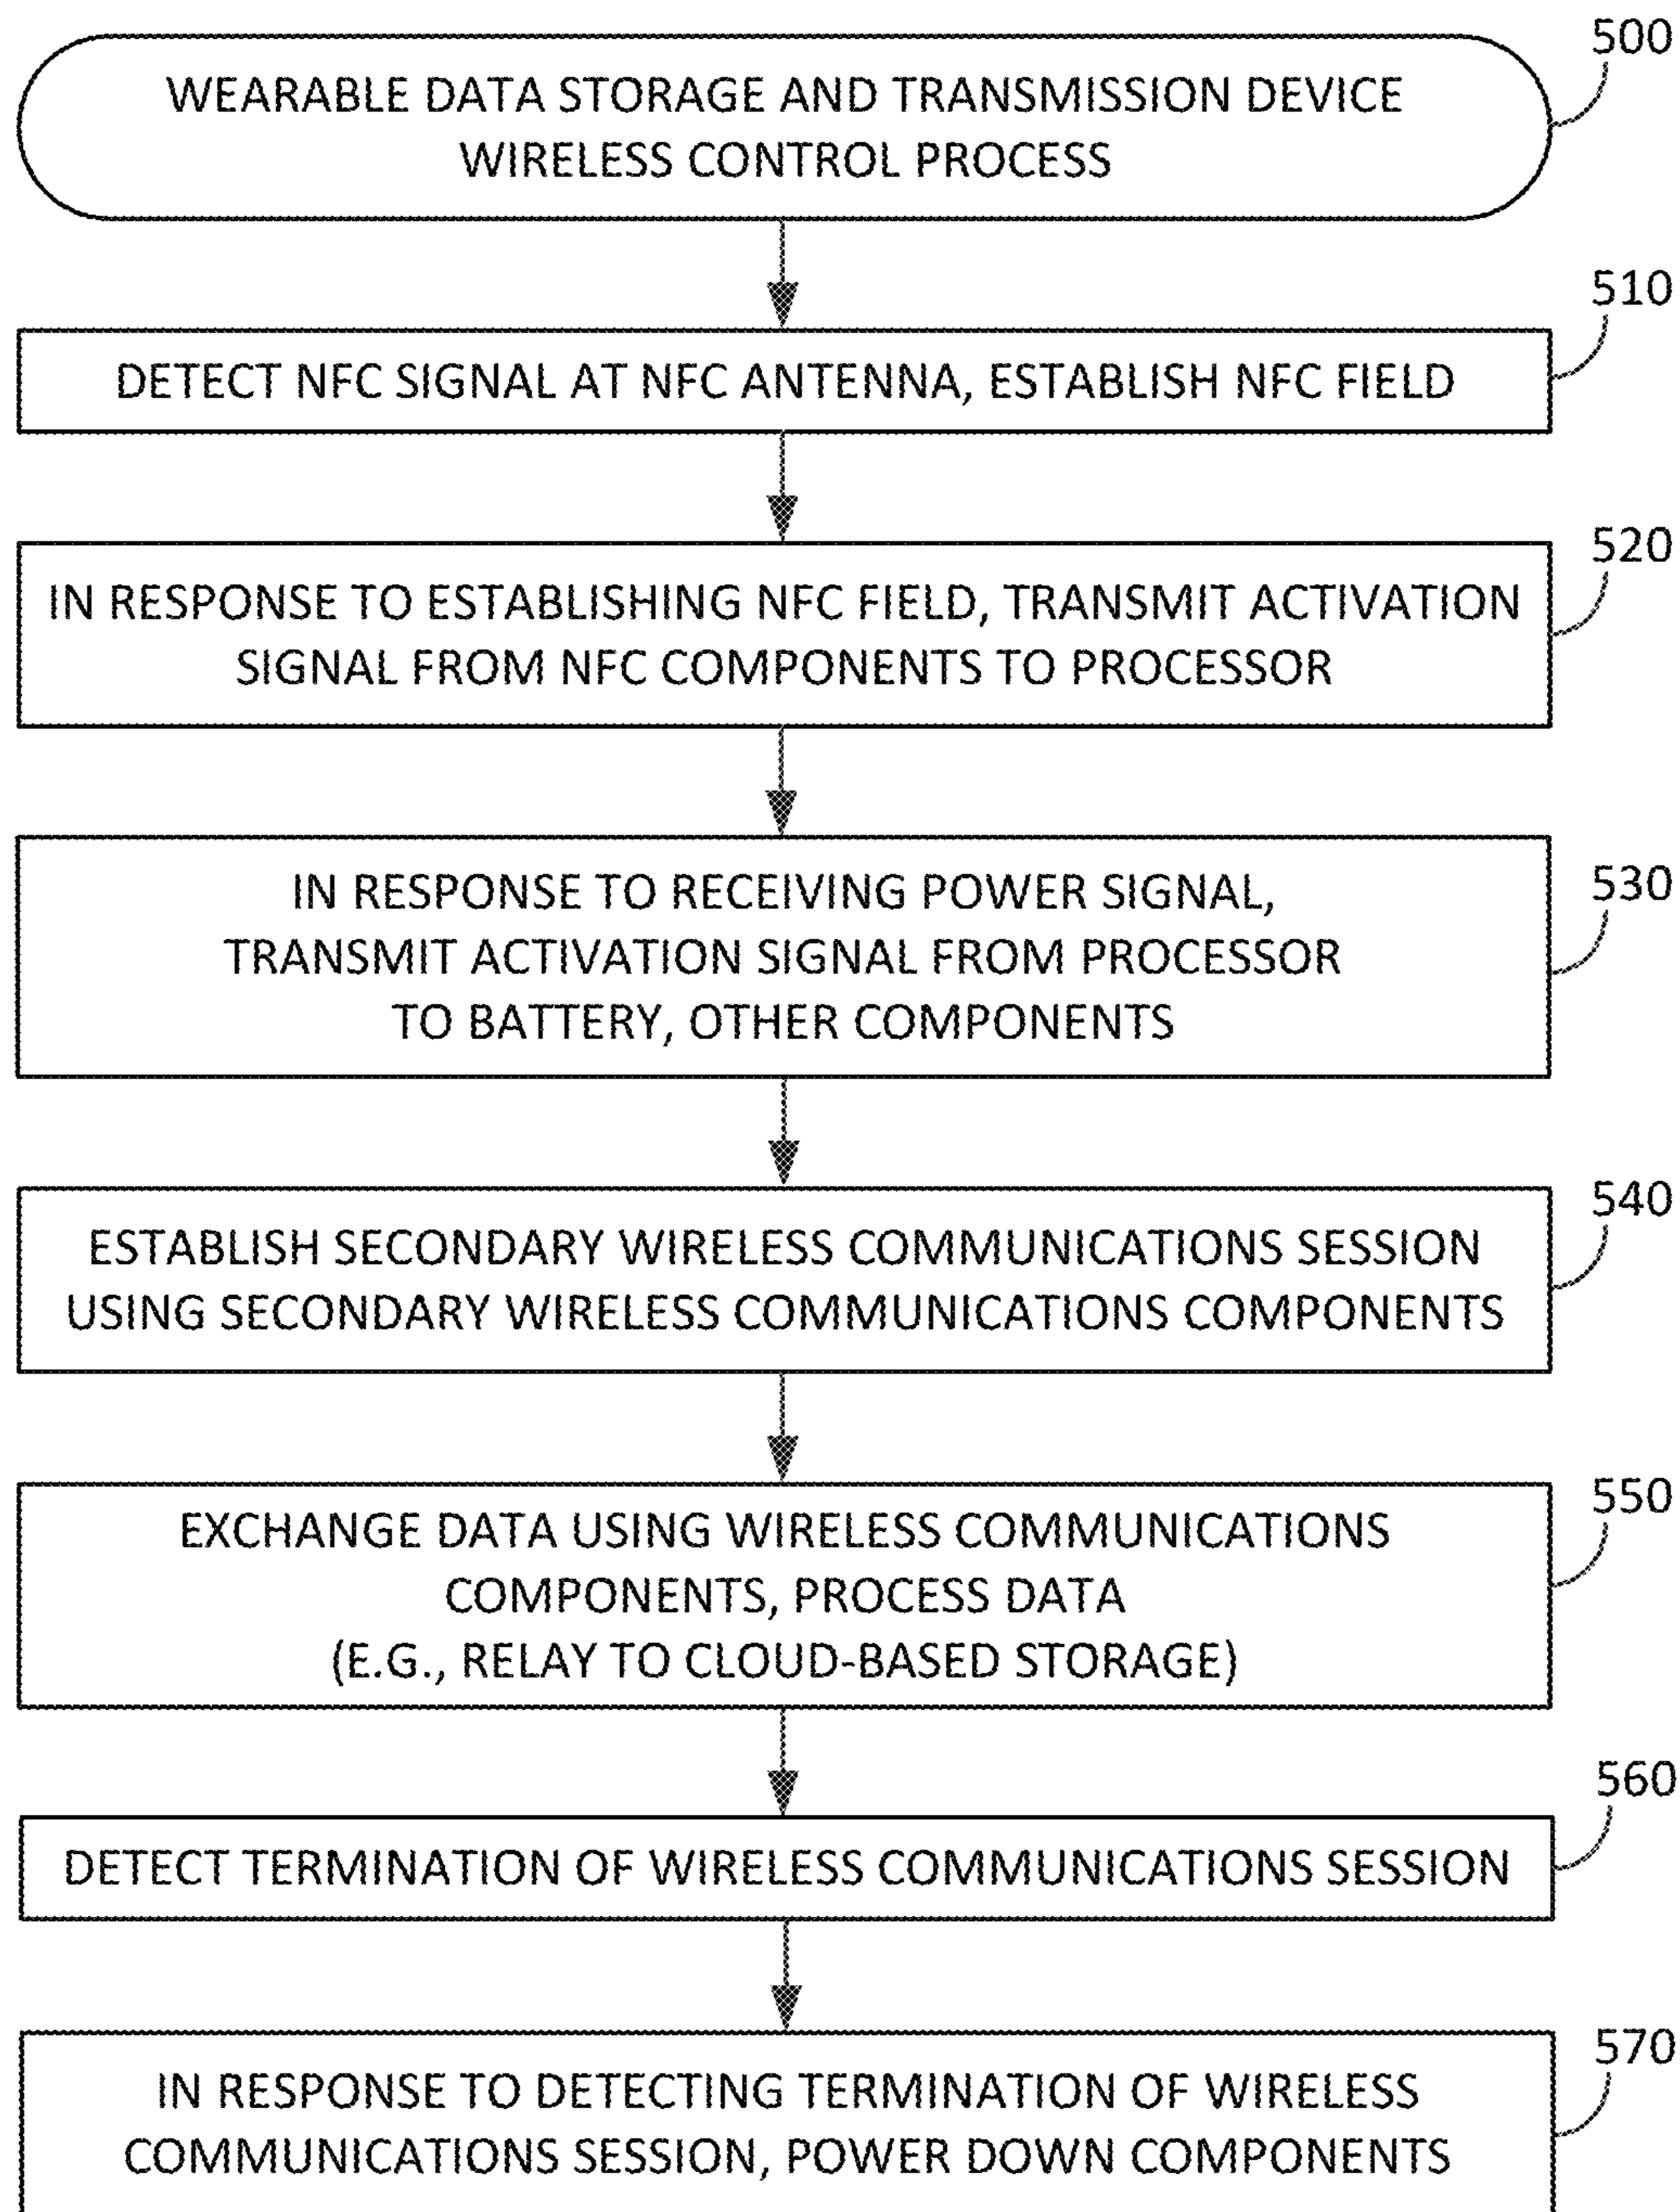 500
WEARABLE DATA STORAGE AND TRANSMISSION DEVICE
WIRELESS CONTROL PROCESS
510
DETECT NFC SIGNAL AT NFC ANTENNA, ESTABLISH NFC FIELD
520
IN RESPONSE TO ESTABLISHING NFC FIELD, TRANSMIT ACTIVATION
SIGNAL FROM NFC COMPONENTS TO PROCESSOR
530
IN RESPONSE TO RECEIVING POWER SIGNAL,
TRANSMIT ACTIVATION SIGNAL FROM PROCESSOR
TO BATTERY, OTHER COMPONENTS
540
ESTABLISH SECONDARY WIRELESS COMMUNICATIONS SESSION
USING SECONDARY WIRELESS COMMUNICATIONS COMPONENTS
550
EXCHANGE DATA USING WIRELESS COMMUNICATIONS
COMPONENTS, PROCESS DATA
(E.G., RELAY TO CLOUD-BASED STORAGE)
560
DETECT TERMINATION OF WIRELESS COMMUNICATIONS SESSION
570
IN RESPONSE TO DETECTING TERMINATION OF WIRELESS
COMMUNICATIONS SESSION, POWER DOWN COMPONENTS